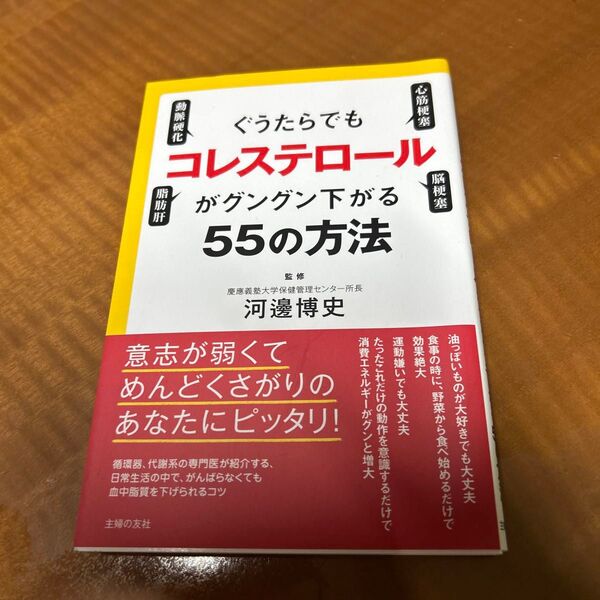 動脈硬化
心筋梗塞
脂肪肝
脳梗塞
ぐうたらでも
コレステロール
がグングン下がる
55の方法
監修
慶應義塾大学保健管理センター所長
河邊博史
意志が弱くて
めんどくさがりの
あなたにピッタリ!
循環器、代謝系の専門医が紹介する、
日常生活の中で、がんばらなくても
血中脂質を下げられるコツ
主婦の友社
油っぽいものが大好きでも大丈夫
食事の時に、野菜から食べ始めるだけで
効果絶大
運動嫌いでも大丈夫
たったこれだけの動作を意識するだけで
消費エネルギーがグンと増大